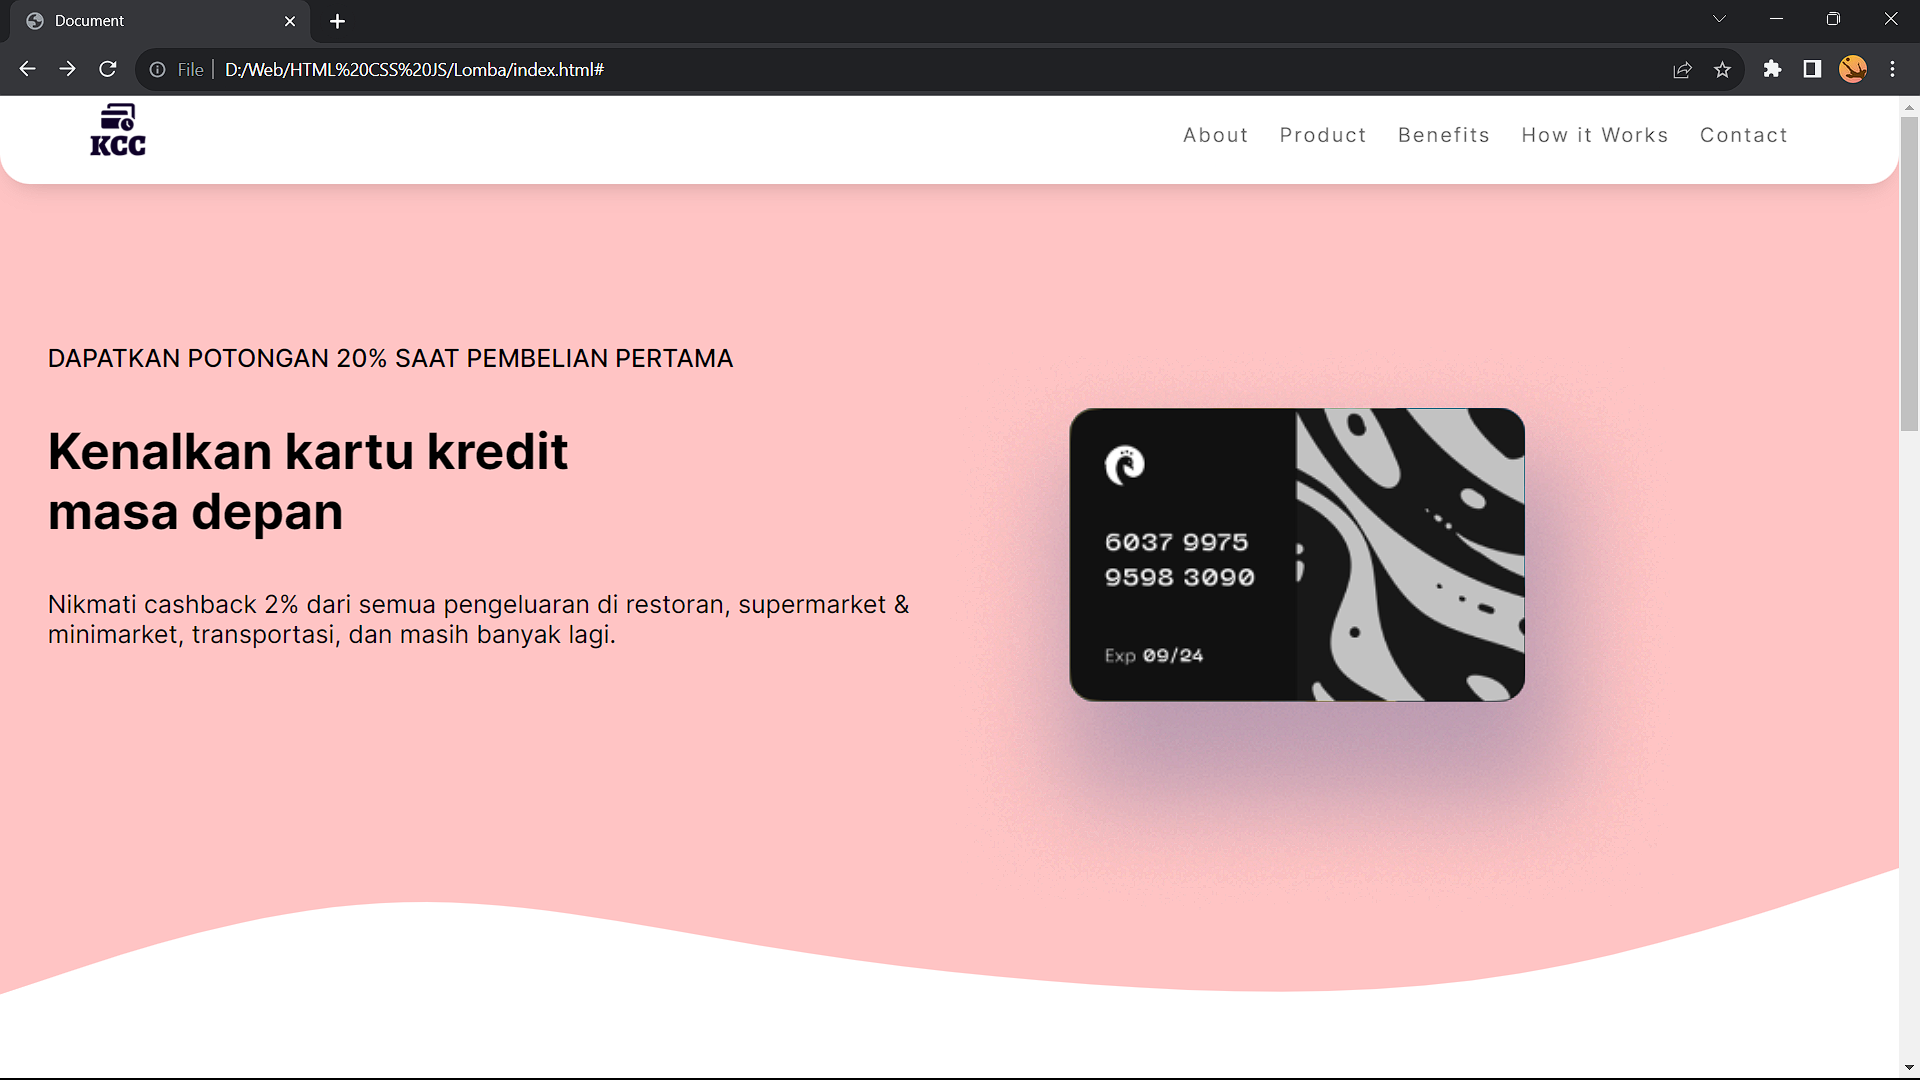 Document
File
D:/Web/HTML%20CSS%20JS/Lomba/index.html#
KCC
About
Product
Benefits
How it Works
Contact
DAPATKAN POTONGAN 20% SAAT PEMBELIAN PERTAMA
Kenalkan kartu kredit
masa depan
Nikmati cashback 2% dari semua pengeluaran di restoran, supermarket &
minimarket, transportasi, dan masih banyak lagi.
6037 9975
9598 3090
Exp 09/24